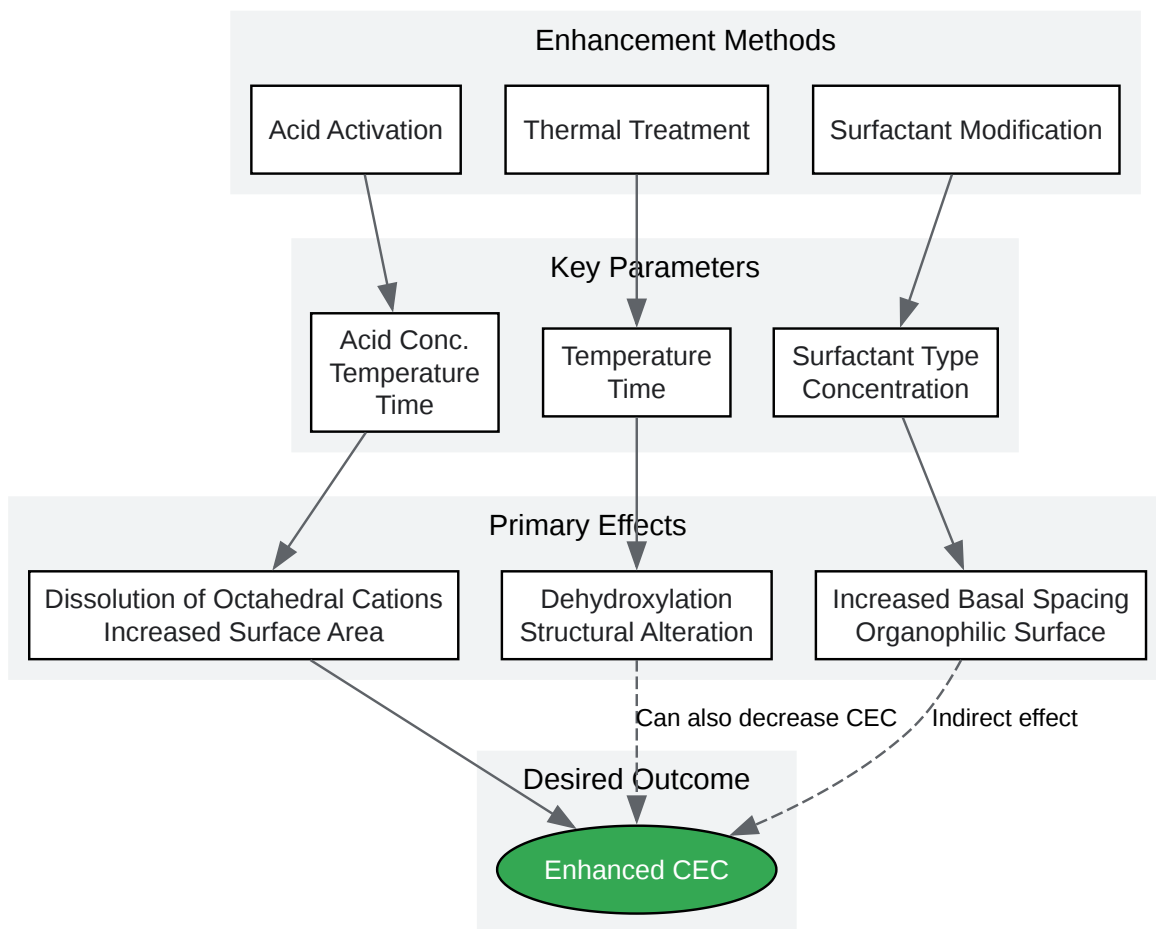 Enhancement Methods
Acid Activation
Thermal Treatment
Surfactant Modification
Key Parameters
Acid Conc.
Temperature
Time
Temperature
Time
Surfactant Type
Concentration
Primary Effects
Dissolution of Octahedral Cations
Increased Surface Area
Dehydroxylation
Structural Alteration
Increased Basal Spacing
Organophilic Surface
Can also decrease CEC
Indirect effect
Desired Outcome
Enhanced CEC